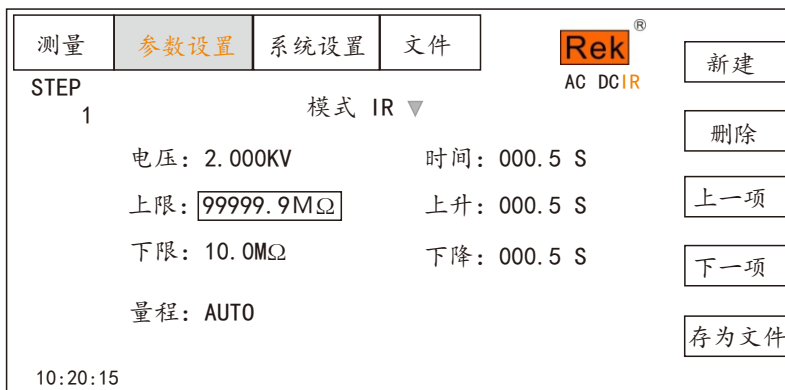 测量 参数设置 系统设置 文件
Rek®
AC DC IR
新建
STEP
1
模式 IR ▼
删除
电压: 2.000KV 时间: 000.5 S
上限: 99999.9MΩ 上升: 000.5 S
上一项
下限: 10.0MΩ 下降: 000.5 S
下一项
量程: AUTO
存为文件
10:20:15